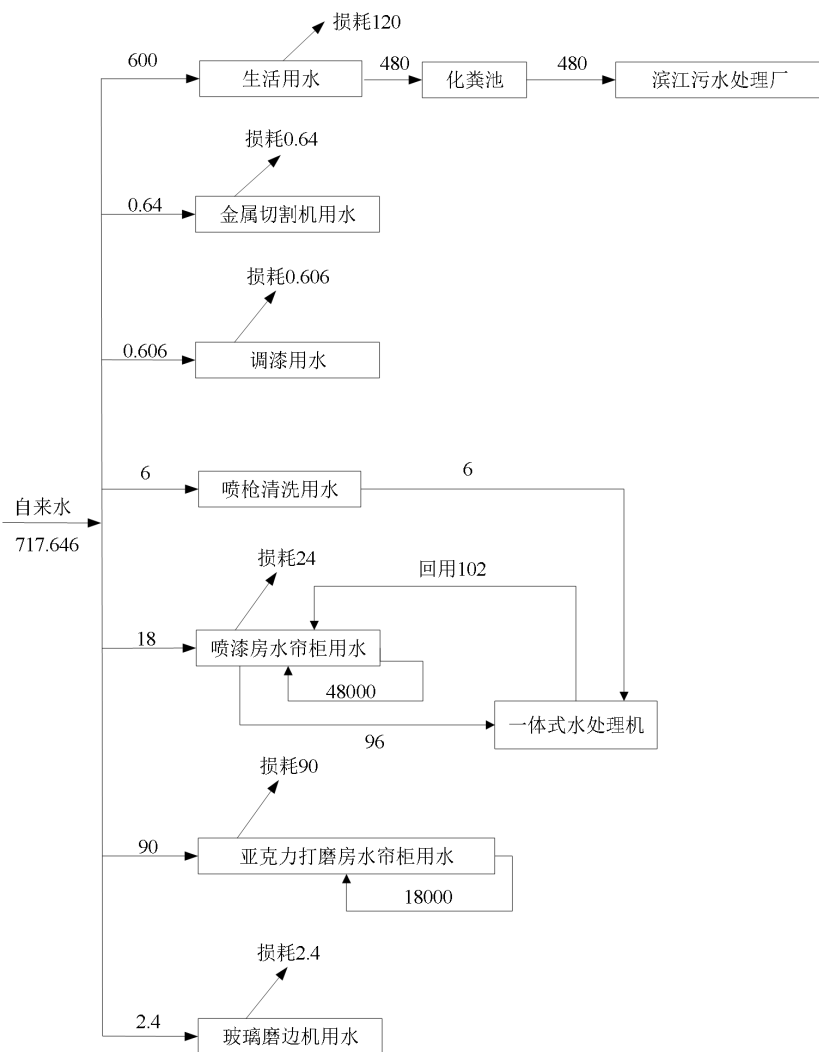 损耗120
600
生活用水
480
化粪池
480
滨江污水处理厂
损耗0.64
0.64
金属切割机用水
损耗0.606
0.606
调漆用水
6
喷枪清洗用水
6
自来水
717.646
损耗24
回用102
18
喷漆房水帘柜用水
48000
96
一体式水处理机
损耗90
90
亚克力打磨房水帘柜用水
18000
损耗2.4
2.4
玻璃磨边机用水